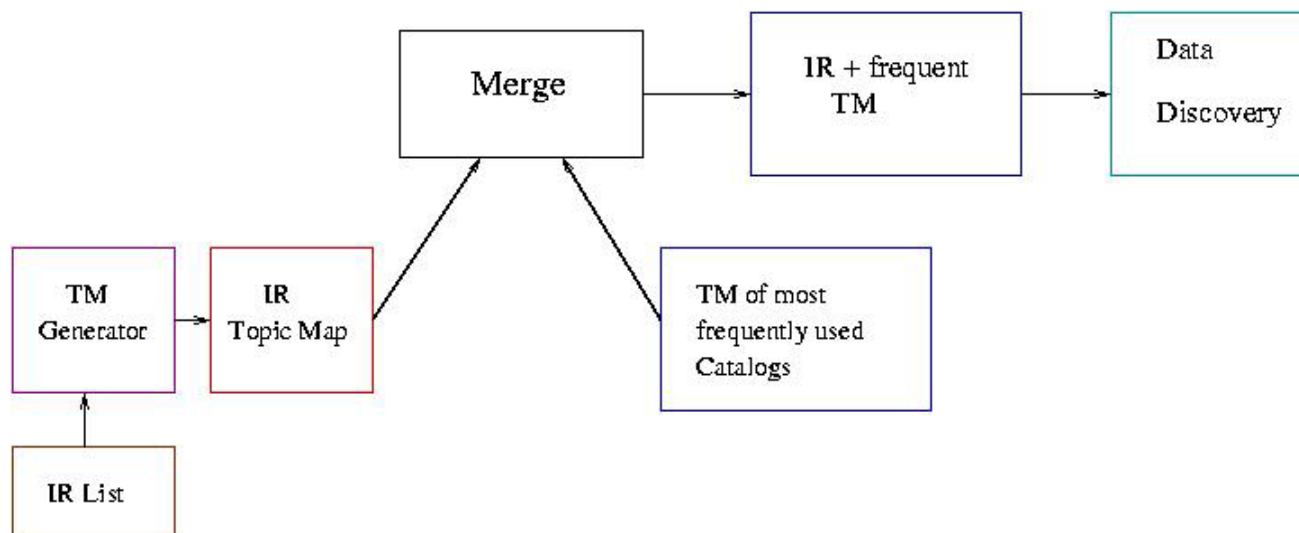 Merge
IR + frequent
TM
Data
Discovery
TM
Generator
IR
Topic Map
TM of most
frequently used
Catalogs
IR List